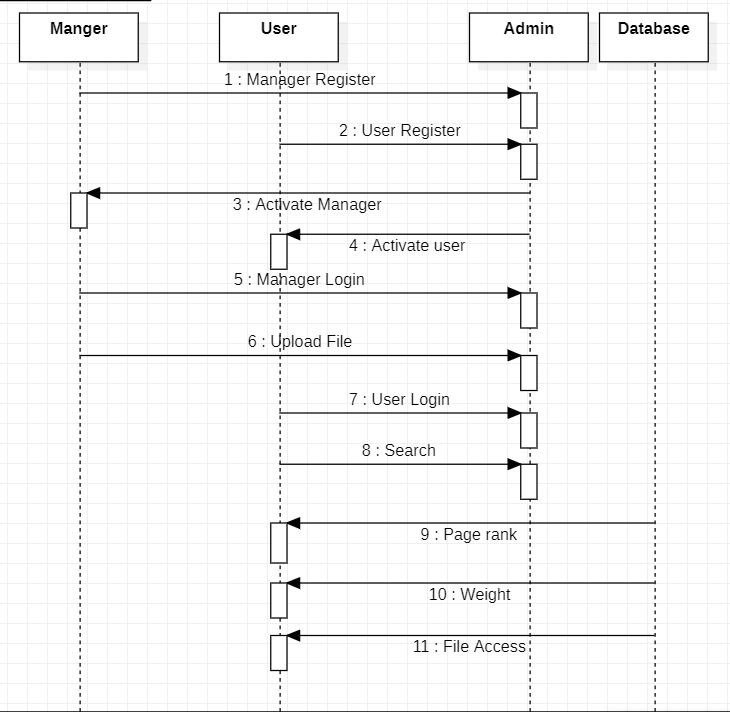 Manger
User
Admin
Database
1 : Manager Register
2 : User Register
3 : Activate Manager
4 : Activate user
5 : Manager Login
6 : Upload File
7 : User Login
8 : Search
9 : Page rank
10 : Weight
11 : File Access